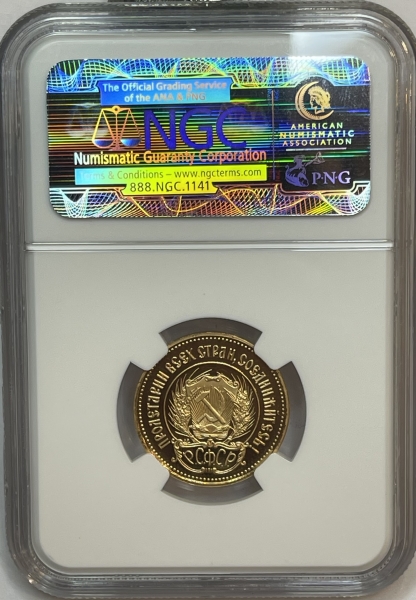 The Official Grading Service
of the ANA & PNG
NGC
Numismatic Guaranty Corporation
Terms & Conditions – www.ngcterms.com
888.NGC.1141
AMERICAN
NUMISMATIC
ASSOCIATION
PNG
ПРОЛЕТАРИИ ВСЕХ СТРАН, СОЕДИНЯЙТЕСЬ!
РСФСР